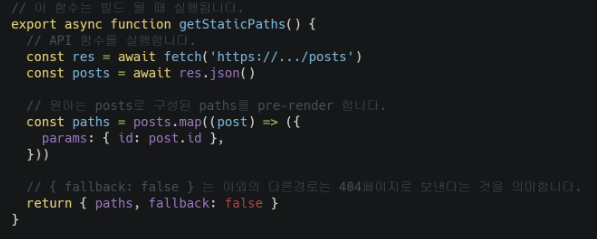 // 이 함수는 빌드 될 때 실행됩니다.
export async function getStaticPaths() {
  // API 함수를 실행합니다.
  const res = await fetch('https://.../posts')
  const posts = await res.json()

  // 원하는 posts로 구성된 paths를 pre-render 합니다.
  const paths = posts.map((post) => ({
    params: { id: post.id },
  }))

  // { fallback: false } 는 이외의 다른경로는 404페이지로 보낸다는 것을 의미합니다.
  return { paths, fallback: false }
}